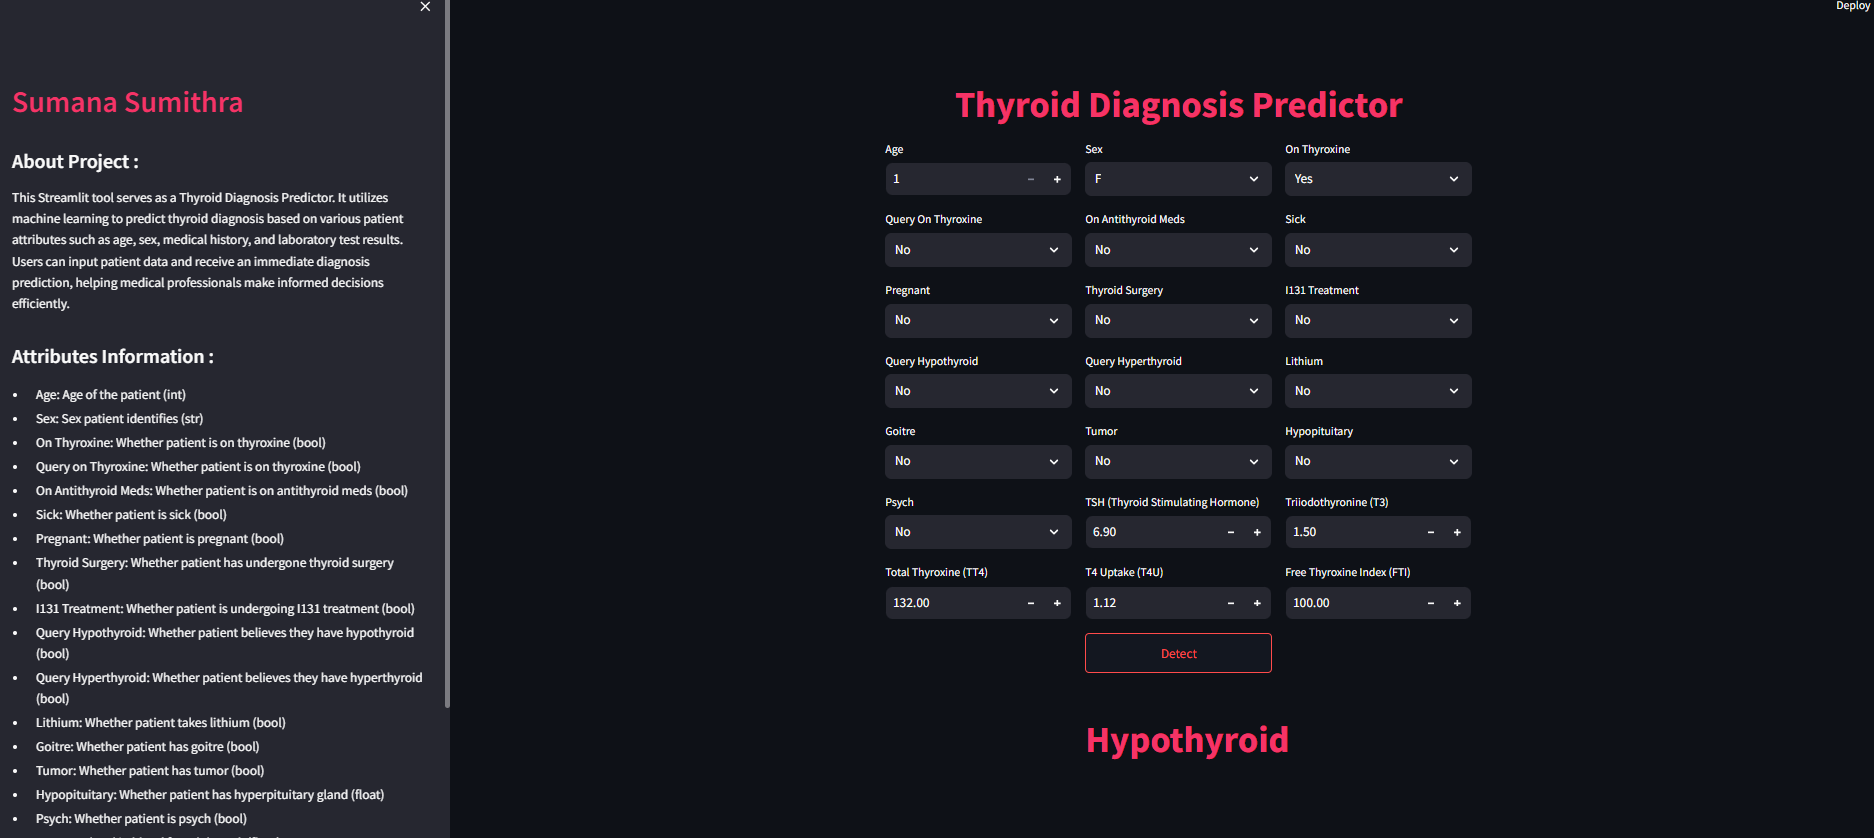 Deploy
Sumana Sumithra
About Project :
This Streamlit tool serves as a Thyroid Diagnosis Predictor. It utilizes
machine learning to predict thyroid diagnosis based on various patient
attributes such as age, sex, medical history, and laboratory test results.
Users can input patient data and receive an immediate diagnosis
prediction, helping medical professionals make informed decisions
efficiently.
Attributes Information :
• Age: Age of the patient (int)
• Sex: Sex patient identifies (str)
• On Thyroxine: Whether patient is on thyroxine (bool)
• Query on Thyroxine: Whether patient is on thyroxine (bool)
• On Antithyroid Meds: Whether patient is on antithyroid meds (bool)
• Sick: Whether patient is sick (bool)
• Pregnant: Whether patient is pregnant (bool)
• Thyroid Surgery: Whether patient has undergone thyroid surgery
(bool)
• I131 Treatment: Whether patient is undergoing I131 treatment (bool)
• Query Hypothyroid: Whether patient believes they have hypothyroid
(bool)
• Query Hyperthyroid: Whether patient believes they have hyperthyroid
(bool)
• Lithium: Whether patient takes lithium (bool)
• Goitre: Whether patient has goitre (bool)
• Tumor: Whether patient has tumor (bool)
• Hypopituitary: Whether patient has hyperpituitary gland (float)
• Psych: Whether patient is psych (bool)
Thyroid Diagnosis Predictor
Age Sex On Thyroxine
1 − + F Yes
Query On Thyroxine On Antithyroid Meds Sick
No No No
Pregnant Thyroid Surgery I131 Treatment
No No No
Query Hypothyroid Query Hyperthyroid Lithium
No No No
Goitre Tumor Hypopituitary
No No No
Psych TSH (Thyroid Stimulating Hormone) Triiodothyronine (T3)
No 6.90 − + 1.50 − +
Total Thyroxine (TT4) T4 Uptake (T4U) Free Thyroxine Index (FTI)
132.00 − + 1.12 − + 100.00 − +
Detect
Hypothyroid